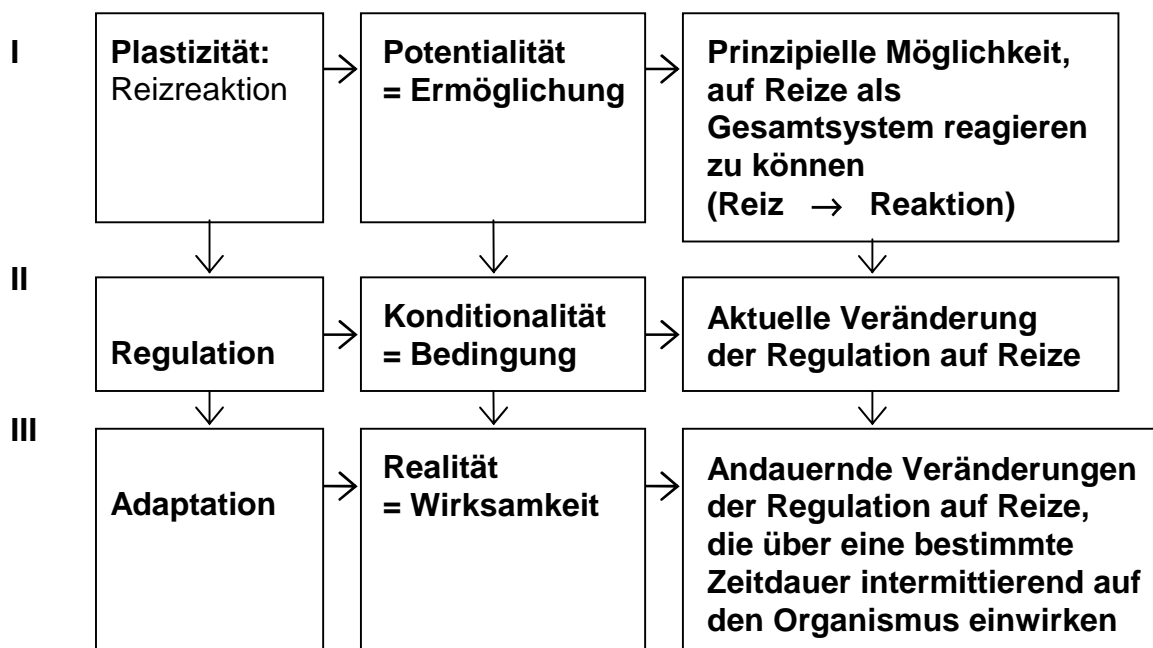 I
Plastizität:
Reizreaktion
Potentialität
= Ermöglichung
Prinzipielle Möglichkeit,
auf Reize als
Gesamtsystem reagieren
zu können
(Reiz → Reaktion)
II
Regulation
Konditionalität
= Bedingung
Aktuelle Veränderung
der Regulation auf Reize
III
Adaptation
Realität
= Wirksamkeit
Andauernde Veränderungen
der Regulation auf Reize,
die über eine bestimmte
Zeitdauer intermittierend auf
den Organismus einwirken